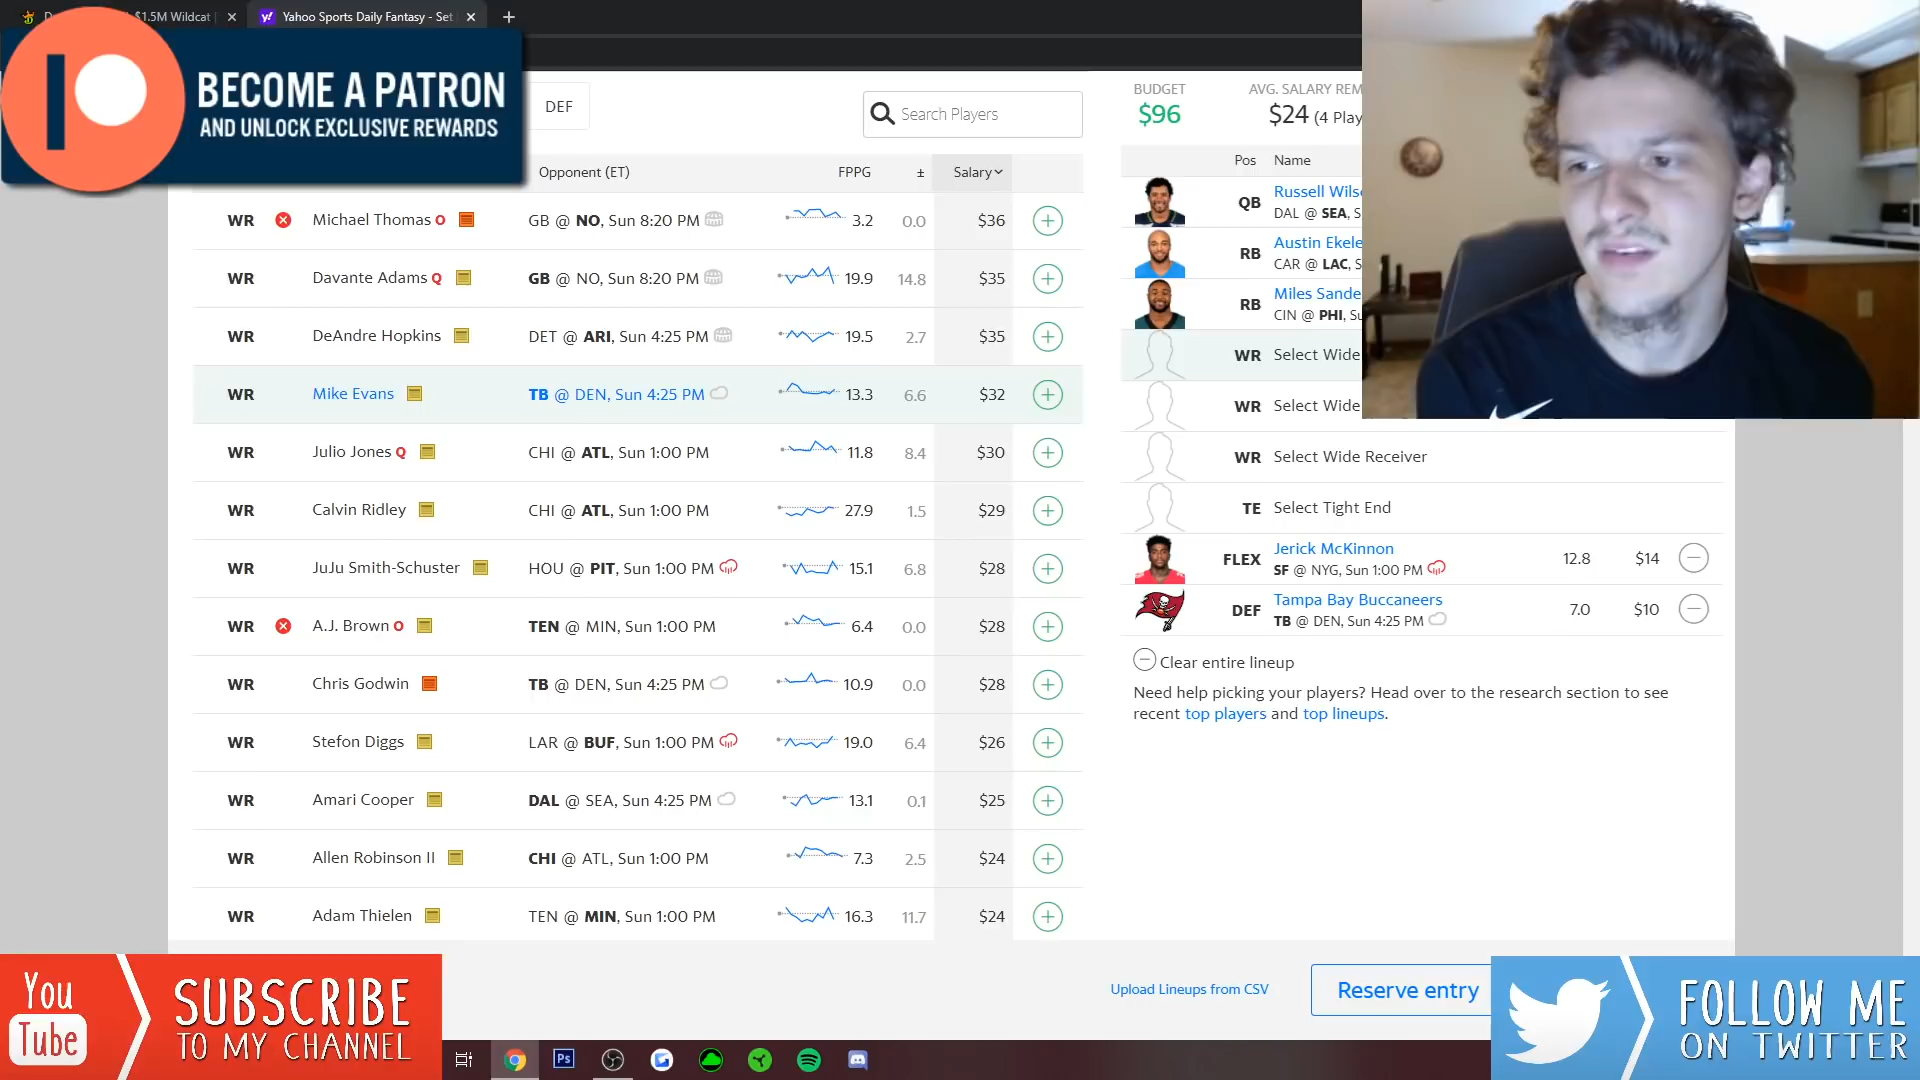 $1.5M Wildcat
Yahoo Sports Daily Fantasy - Set
BECOME A PATRON
AND UNLOCK EXCLUSIVE REWARDS
DEF
Search Players
BUDGET
$96
AVG. SALARY REM
$24 (4 Play
Opponent (ET)
FPPG
±
Salary
Pos Name
WR Michael Thomas O GB @ NO, Sun 8:20 PM 3.2 0.0 $36
WR Davante Adams Q GB @ NO, Sun 8:20 PM 19.9 14.8 $35
WR DeAndre Hopkins DET @ ARI, Sun 4:25 PM 19.5 2.7 $35
WR Mike Evans TB @ DEN, Sun 4:25 PM 13.3 6.6 $32
WR Julio Jones Q CHI @ ATL, Sun 1:00 PM 11.8 8.4 $30
WR Calvin Ridley CHI @ ATL, Sun 1:00 PM 27.9 1.5 $29
WR JuJu Smith-Schuster HOU @ PIT, Sun 1:00 PM 15.1 6.8 $28
WR A.J. Brown O TEN @ MIN, Sun 1:00 PM 6.4 0.0 $28
WR Chris Godwin TB @ DEN, Sun 4:25 PM 10.9 0.0 $28
WR Stefon Diggs LAR @ BUF, Sun 1:00 PM 19.0 6.4 $26
WR Amari Cooper DAL @ SEA, Sun 4:25 PM 13.1 0.1 $25
WR Allen Robinson II CHI @ ATL, Sun 1:00 PM 7.3 2.5 $24
WR Adam Thielen TEN @ MIN, Sun 1:00 PM 16.3 11.7 $24
QB Russell Wils
DAL @ SEA, S
RB Austin Ekele
CAR @ LAC, S
RB Miles Sande
CIN @ PHI, Su
WR Select Wide
WR Select Wide
WR Select Wide Receiver
TE Select Tight End
FLEX Jerick McKinnon 12.8 $14
SF @ NYG, Sun 1:00 PM
DEF Tampa Bay Buccaneers 7.0 $10
TB @ DEN, Sun 4:25 PM
Clear entire lineup
Need help picking your players? Head over to the research section to see
recent top players and top lineups.
Upload Lineups from CSV
Reserve entry
You
Tube
SUBSCRIBE
TO MY CHANNEL
FOLLOW ME
ON TWITTER
Ps